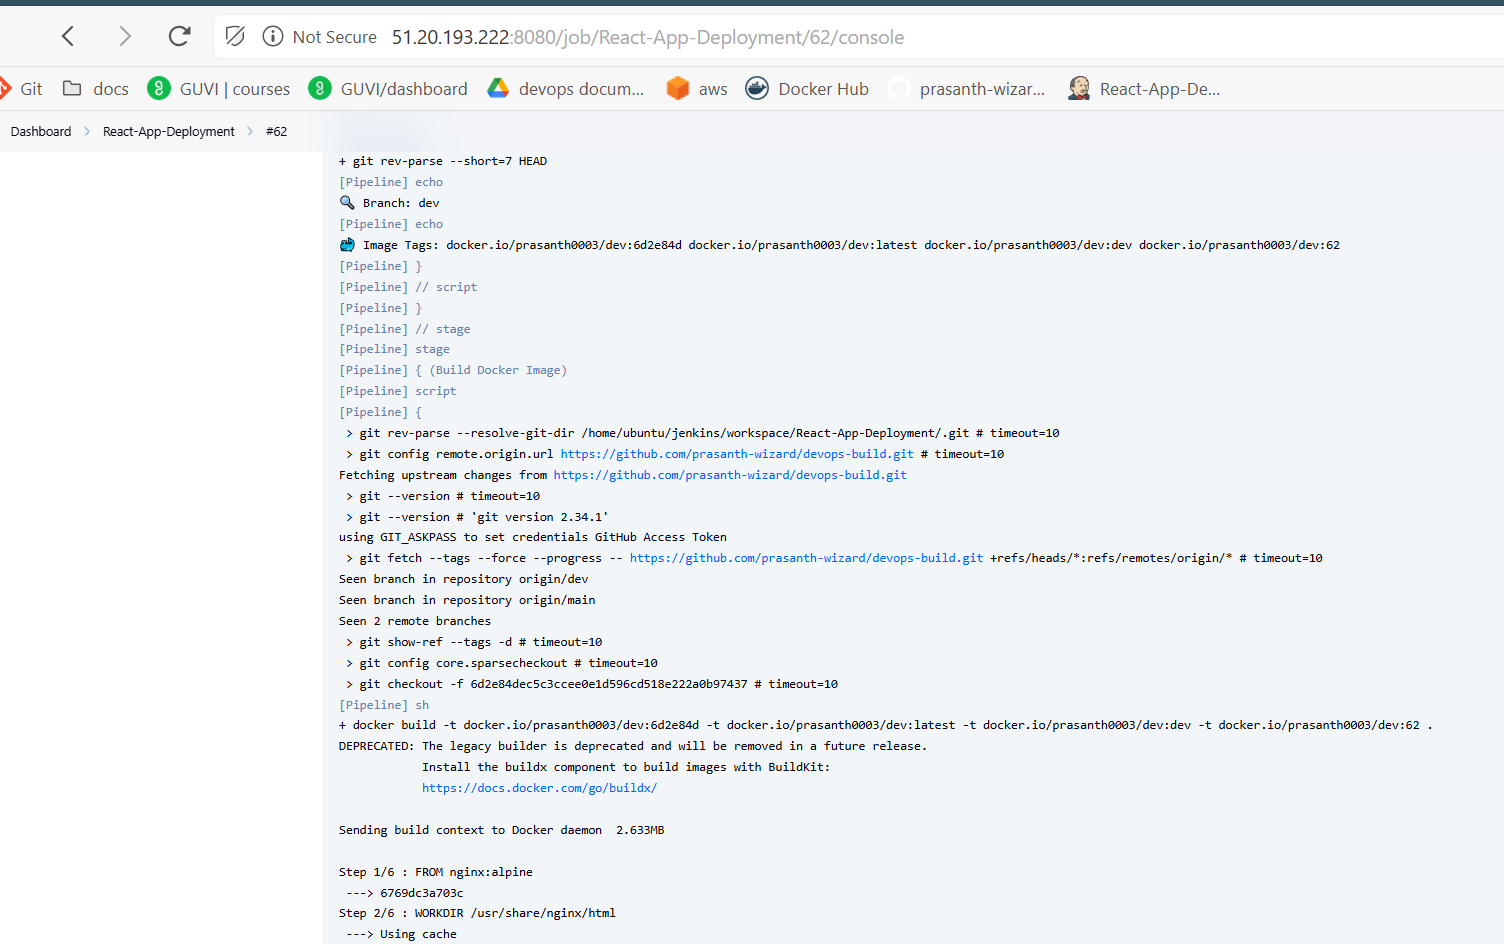 Not Secure 51.20.193.222:8080/job/React-App-Deployment/62/console
Git docs GUVI | courses GUVI/dashboard devops docum... aws Docker Hub prasanth-wizar... React-App-De...
Dashboard > React-App-Deployment > #62
+ git rev-parse --short=7 HEAD
[Pipeline] echo
🔍 Branch: dev
[Pipeline] echo
Image Tags: docker.io/prasanth0003/dev:6d2e84d docker.io/prasanth0003/dev:latest docker.io/prasanth0003/dev:dev docker.io/prasanth0003/dev:62
[Pipeline] }
[Pipeline] // script
[Pipeline] }
[Pipeline] // stage
[Pipeline] stage
[Pipeline] { (Build Docker Image)
[Pipeline] script
[Pipeline] {
> git rev-parse --resolve-git-dir /home/ubuntu/jenkins/workspace/React-App-Deployment/.git # timeout=10
> git config remote.origin.url https://github.com/prasanth-wizard/devops-build.git # timeout=10
Fetching upstream changes from https://github.com/prasanth-wizard/devops-build.git
> git --version # timeout=10
> git --version # 'git version 2.34.1'
using GIT_ASKPASS to set credentials GitHub Access Token
> git fetch --tags --force --progress -- https://github.com/prasanth-wizard/devops-build.git +refs/heads/*:refs/remotes/origin/* # timeout=10
Seen branch in repository origin/dev
Seen branch in repository origin/main
Seen 2 remote branches
> git show-ref --tags -d # timeout=10
> git config core.sparsecheckout # timeout=10
> git checkout -f 6d2e84dec5c3ccee0e1d596cd518e222a0b97437 # timeout=10
[Pipeline] sh
+ docker build -t docker.io/prasanth0003/dev:6d2e84d -t docker.io/prasanth0003/dev:latest -t docker.io/prasanth0003/dev:dev -t docker.io/prasanth0003/dev:62 .
DEPRECATED: The legacy builder is deprecated and will be removed in a future release.
Install the buildx component to build images with BuildKit:
https://docs.docker.com/go/buildx/
Sending build context to Docker daemon  2.633MB
Step 1/6 : FROM nginx:alpine
---> 6769dc3a703c
Step 2/6 : WORKDIR /usr/share/nginx/html
---> Using cache